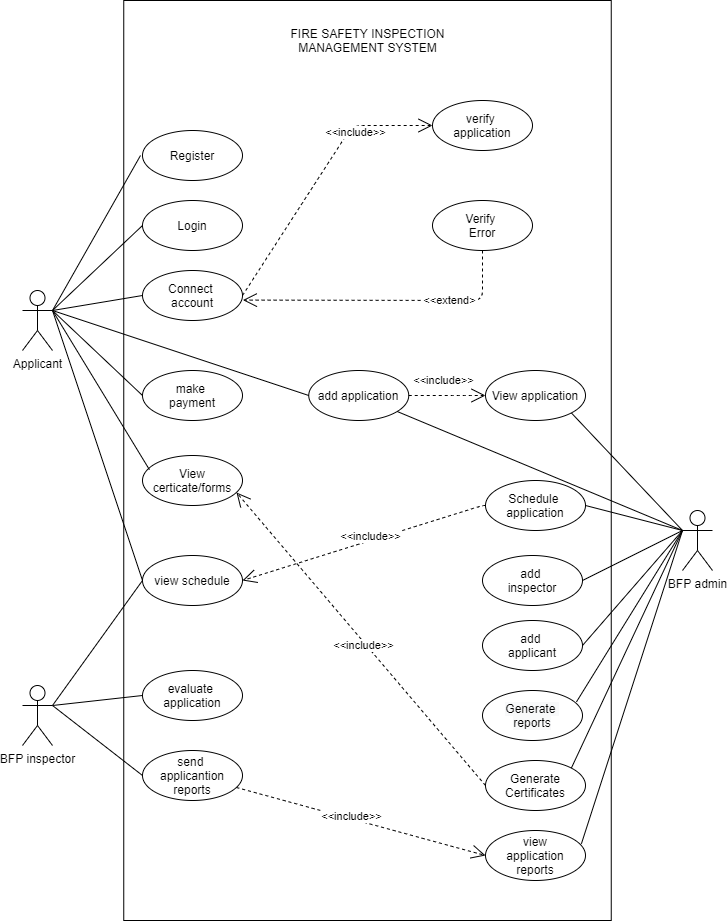 FIRE SAFETY INSPECTION
MANAGEMENT SYSTEM
verify
application
<<include>>
Register
Login
Verify
Error
Connect
account
<<extend>
Applicant
make
payment
add application
<<include>>
View application
View
certicate/forms
Schedule
application
<<include>>
view schedule
add
inspector
BFP admin
add
applicant
<<include>>
evaluate
application
Generate
reports
BFP inspector
send
applicantion
reports
Generate
Certificates
<<include>>
view
application
reports